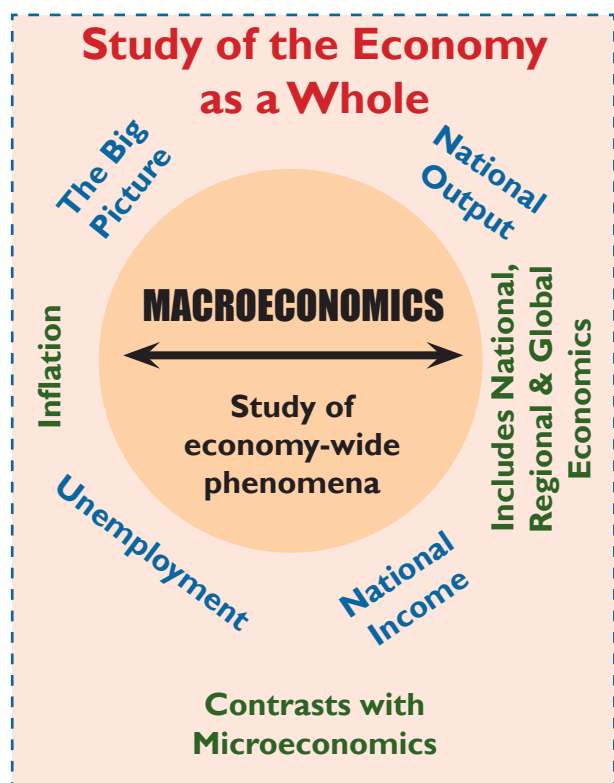 Study of the Economy
as a Whole
The Big
Picture
National
Output
MACROECONOMICS
Study of
economy-wide
phenomena
Inflation
Includes National,
Regional & Global
Economics
Unemployment
National
Income
Contrasts with
Microeconomics